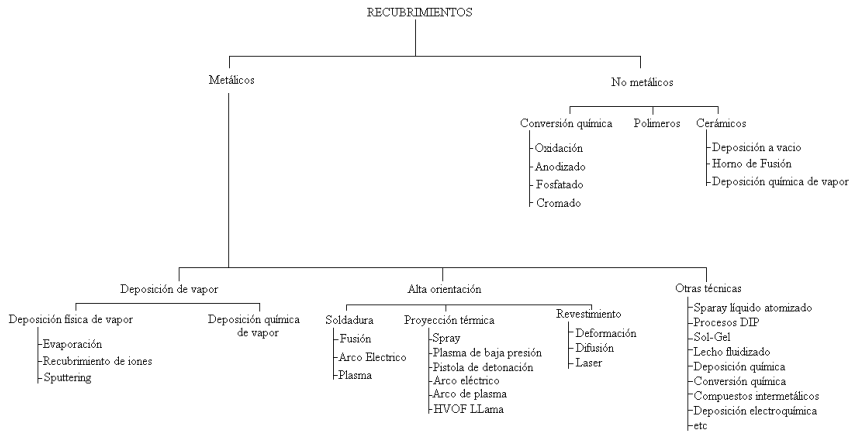 RECUBRIMIENTOS
Metálicos
No metálicos
Conversión química
Polimeros
Cerámicos
Oxidación
Anodizado
Fosfatado
Cromado
Deposición a vacio
Horno de Fusión
Deposición química de vapor
Deposición de vapor
Alta orientación
Otras técnicas
Deposición física de vapor
Evaporación
Recubrimiento de iones
Sputtering
Deposición química
de vapor
Soldadura
Fusión
Arco Electrico
Plasma
Proyección térmica
Spray
Plasma de baja presión
Pistola de detonación
Arco eléctrico
Arco de plasma
HVOF LLama
Revestimiento
Deformación
Difusión
Laser
Sparay líquido atomizado
Procesos DIP
Sol-Gel
Lecho fluidizado
Deposición química
Conversión química
Compuestos intermetálicos
Deposición electroquímica
etc